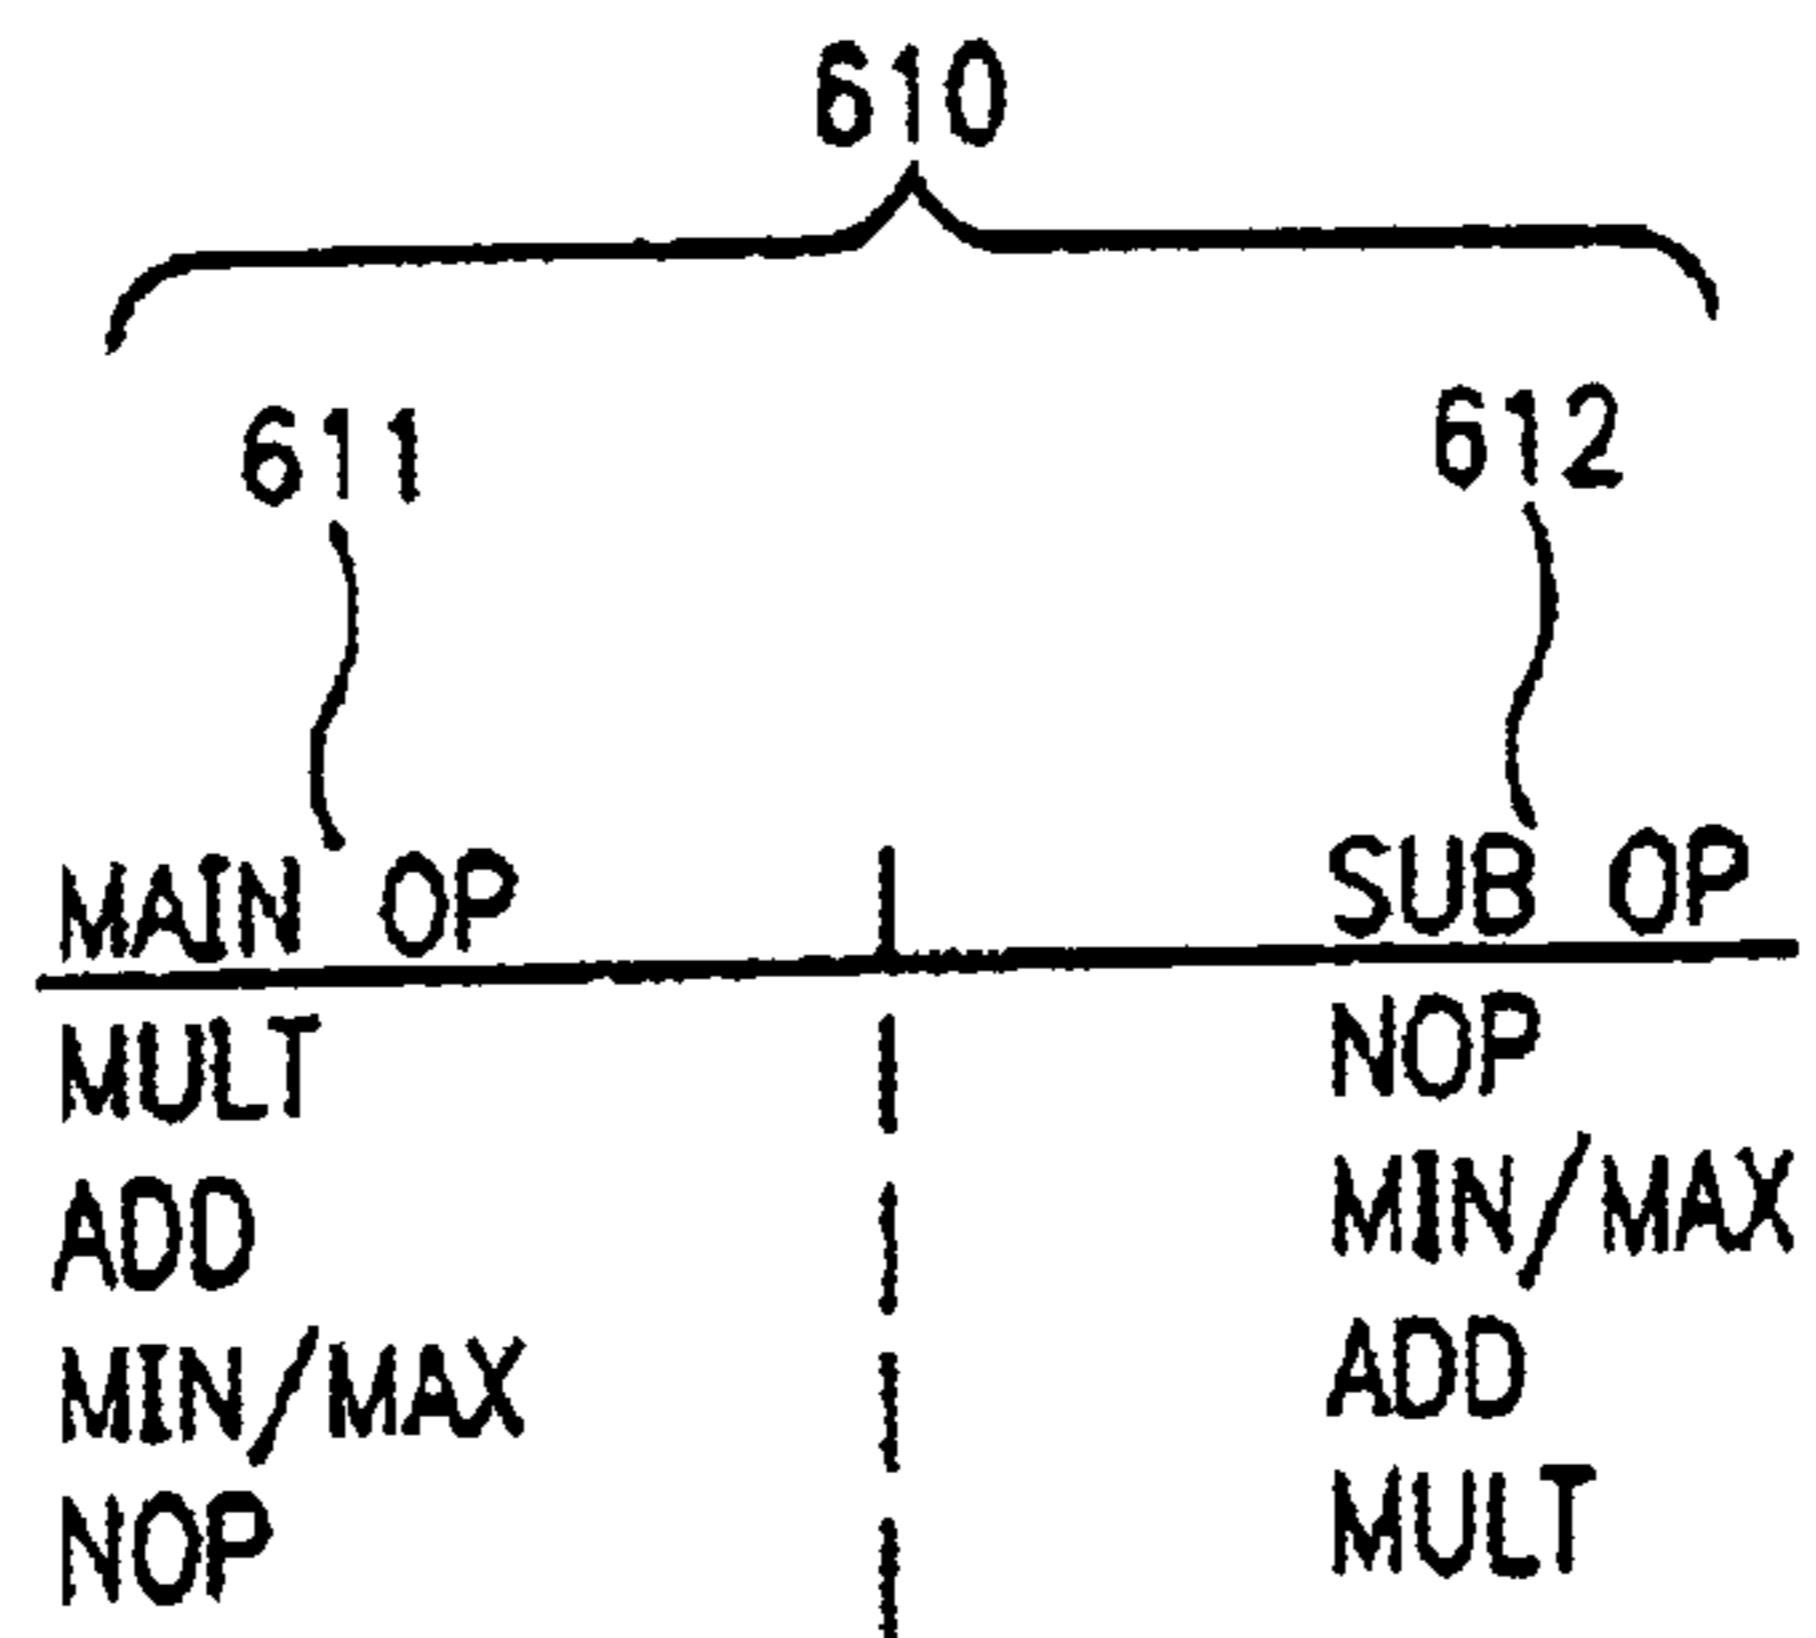 610
611 612
MAIN OP SUB OP
MULT NOP
ADD MIN/MAX
MIN/MAX ADD
NOP MULT